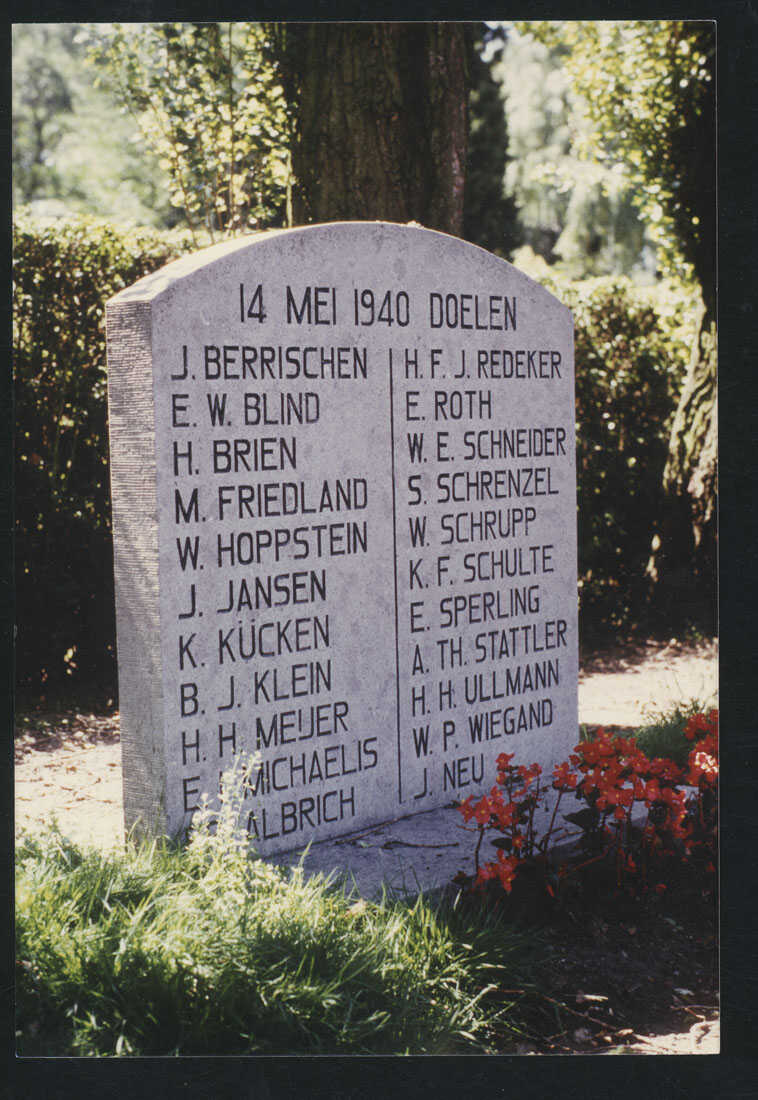 14 MEI 1940 DOELEN
J. BERRISCHEN
E. W. BLIND
H. BRIEN
M. FRIEDLAND
W. HOPPSTEIN
J. JANSEN
K. KÜCKEN
B. J. KLEIN
H. H. MEIJER
E. MICHAELIS
ALBRICH
H. F. J. REDEKER
E. ROTH
W. E. SCHNEIDER
S. SCHRENZEL
W. SCHRUPP
K. F. SCHULTE
E. SPERLING
A. TH. STATTLER
H. H. ULLMANN
W. P. WIEGAND
J. NEU